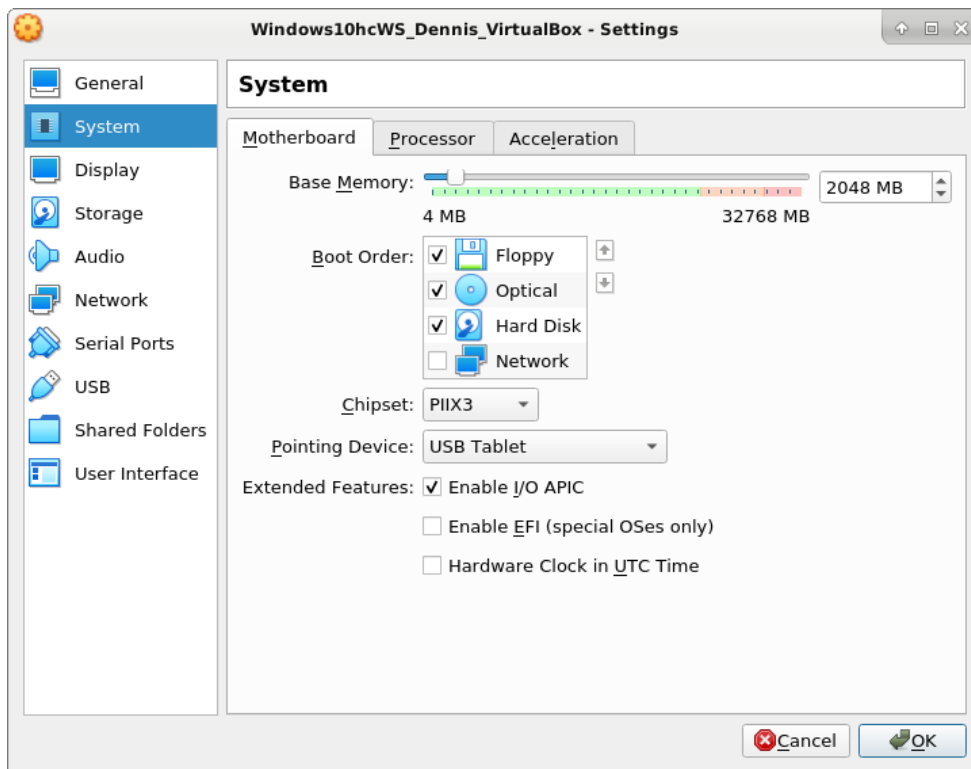 Windows10hcWS_Dennis_VirtualBox - Settings
General
System
Display
Storage
Audio
Network
Serial Ports
USB
Shared Folders
User Interface
System
Motherboard Processor Acceleration
Base Memory: 2048 MB
4 MB 32768 MB
Boot Order: Floppy
Optical
Hard Disk
Network
Chipset: PIIX3
Pointing Device: USB Tablet
Extended Features: Enable I/O APIC
Enable EFI (special OSes only)
Hardware Clock in UTC Time
Cancel OK